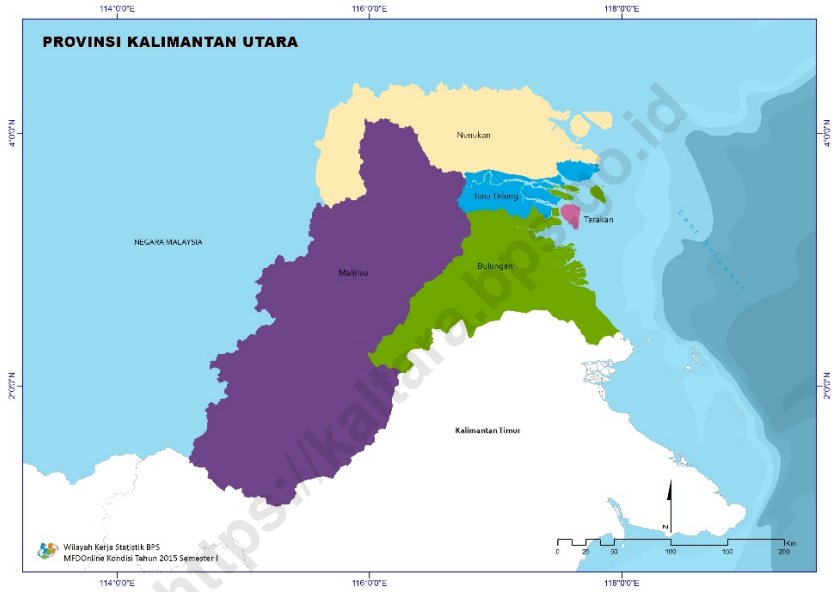 114°0'0"E 116°0'0"E 118°0'0"E
PROVINSI KALIMANTAN UTARA
4°0'0"N 4°0'0"N
Nunukan
Tana Tidung
Tarakan
Laut Sulawesi
NEGARA MALAYSIA
Bulungan
Malinau
2°0'0"N 2°0'0"N
Kalimantan Timur
N
Km
0 25 50 100 150 200
Wilayah Kerja Statistik BPS
MFDOnline Kondisi Tahun 2015 Semester I
114°0'0"E 116°0'0"E 118°0'0"E
https://kaltara.bps.go.id